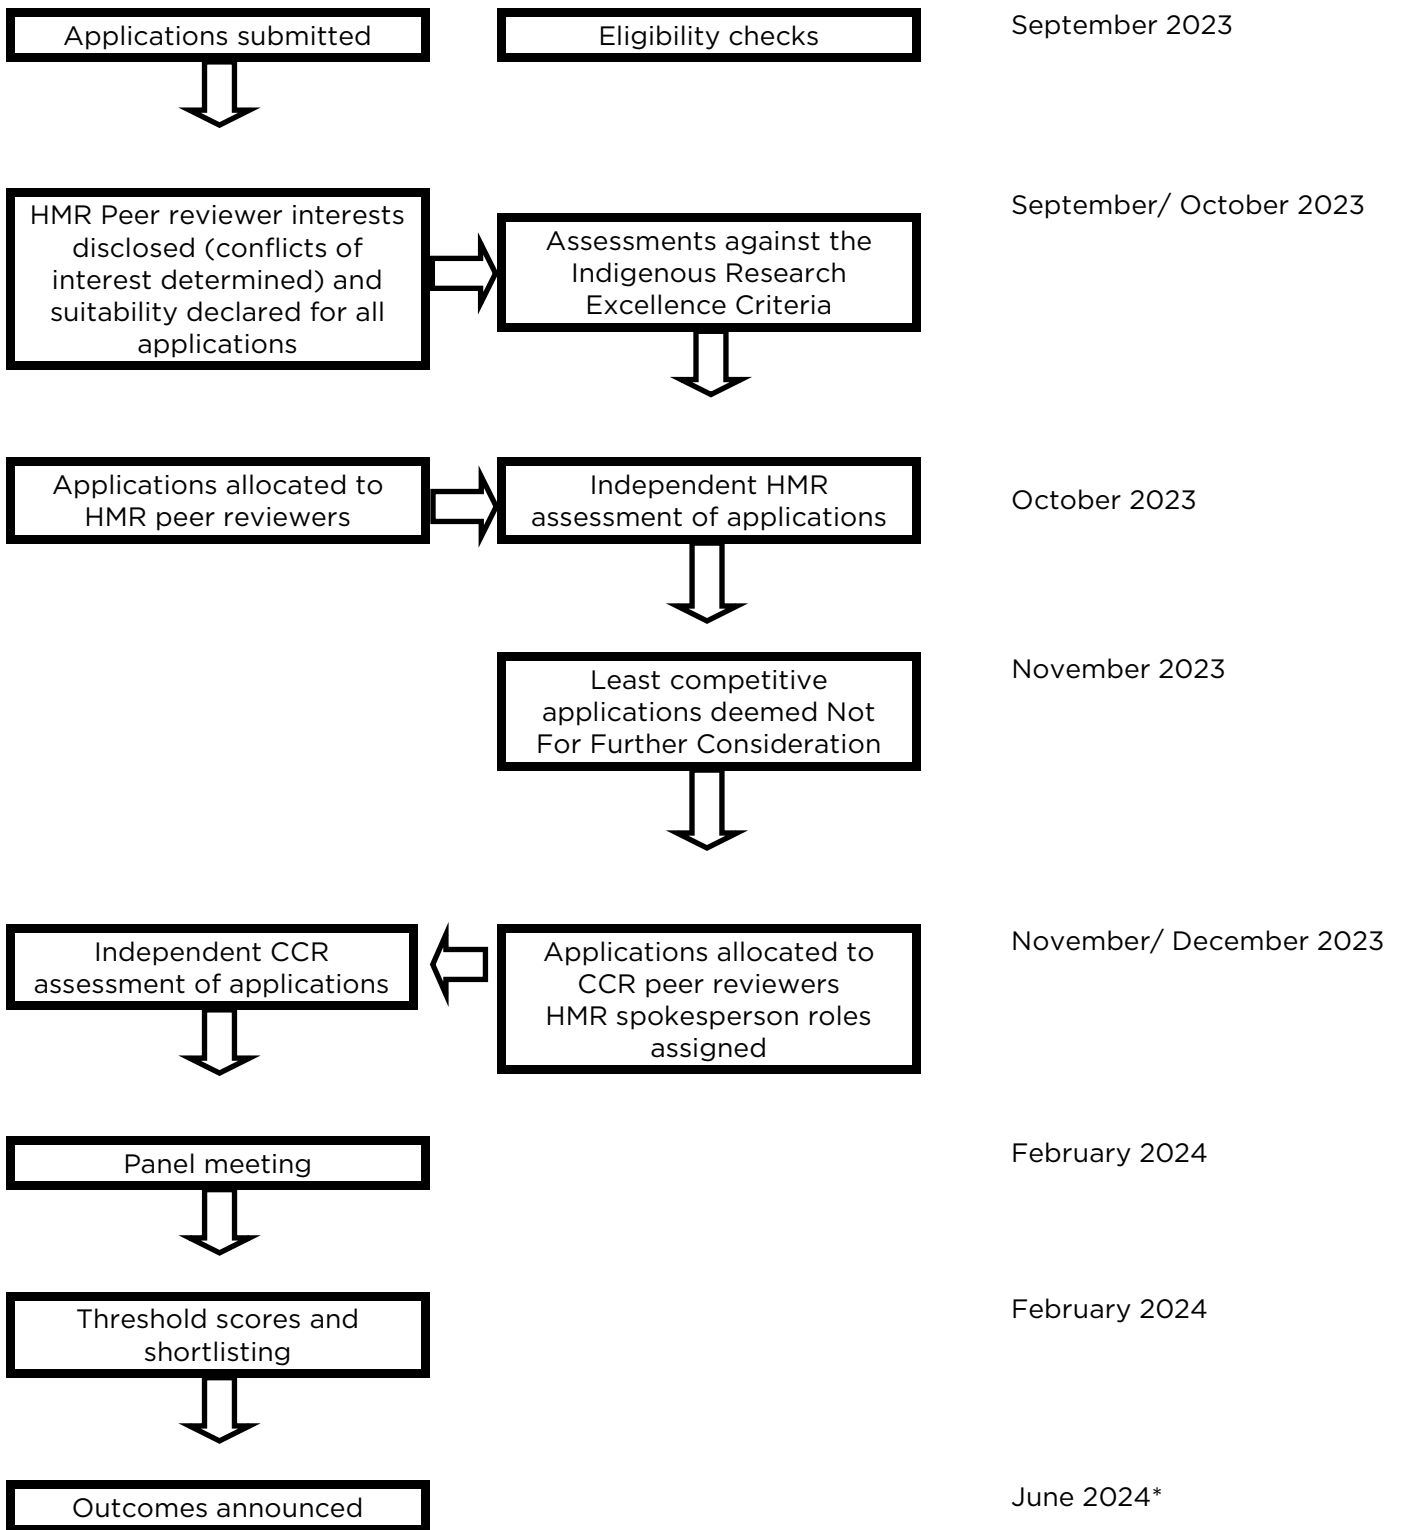 Applications submitted
Eligibility checks
September 2023
HMR Peer reviewer interests
disclosed (conflicts of
interest determined) and
suitability declared for all
applications
Assessments against the
Indigenous Research
Excellence Criteria
September/ October 2023
Applications allocated to
HMR peer reviewers
Independent HMR
assessment of applications
October 2023
Least competitive
applications deemed Not
For Further Consideration
November 2023
Independent CCR
assessment of applications
Applications allocated to
CCR peer reviewers
HMR spokesperson roles
assigned
November/ December 2023
Panel meeting
February 2024
Threshold scores and
shortlisting
February 2024
Outcomes announced
June 2024*